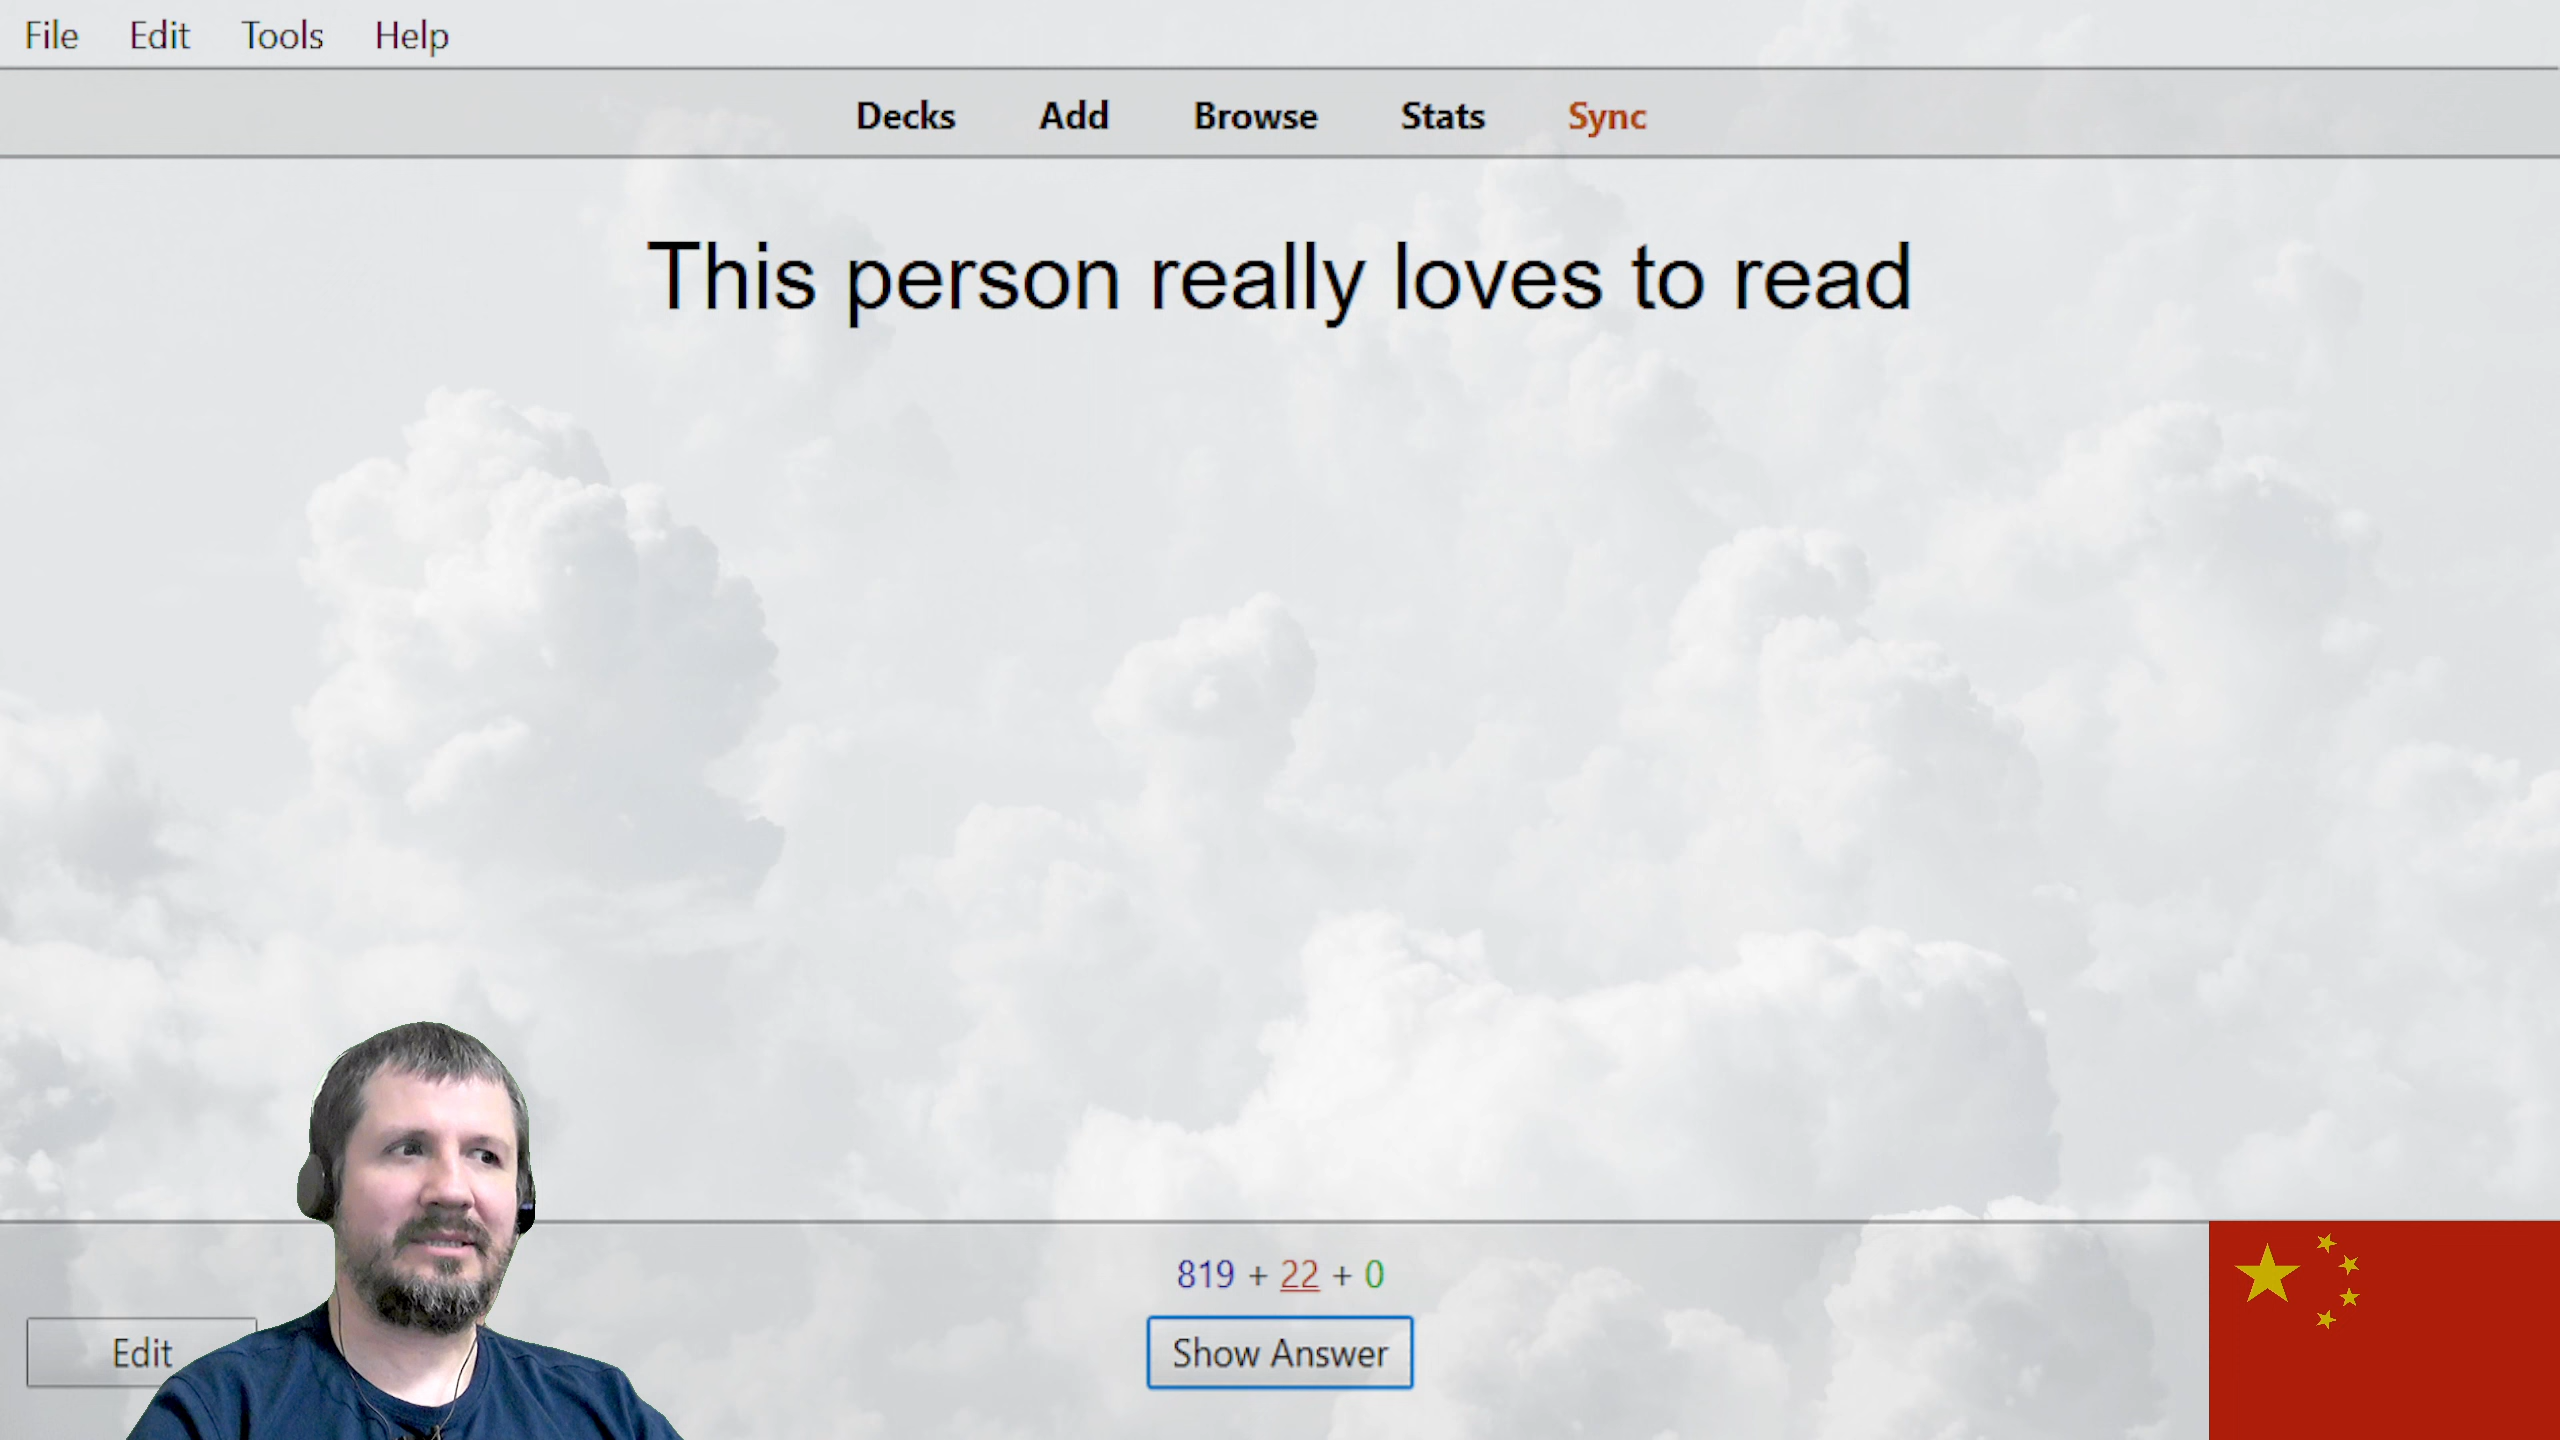 File Edit Tools Help
Decks Add Browse Stats Sync
This person really loves to read
819 + 22 + 0
Edit
Show Answer